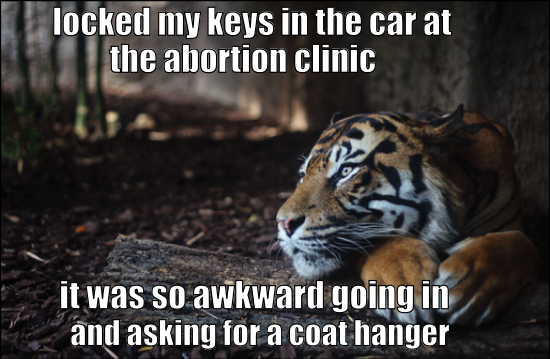 locked my keys in the car at
the abortion clinic
it was so awkward going in
and asking for a coat hanger